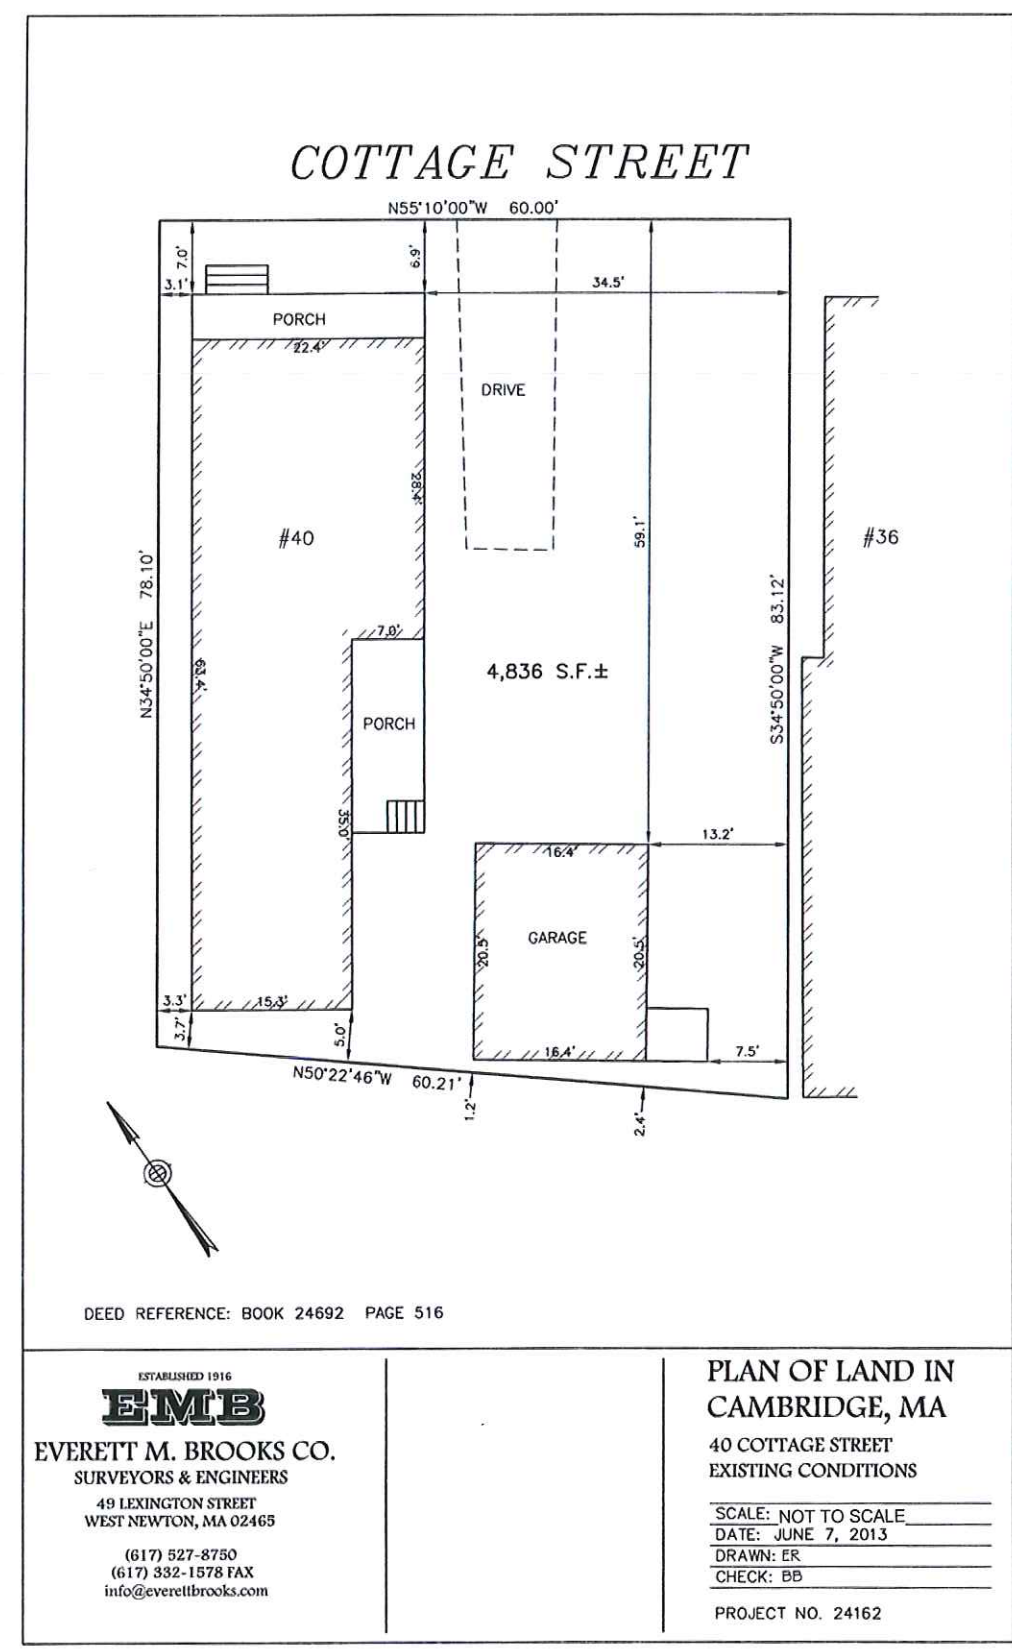 COTTAGE STREET
N55°10'00"W 60.00'
7.0'
6.9'
3.1'
34.5'
PORCH
22.4'
DRIVE
28.4'
59.1'
#40
#36
N34°50'00"E 78.10'
S34°50'00"W 83.12'
7.0'
63.4'
4,836 S.F.±
PORCH
35.0'
13.2'
16.4'
GARAGE
20.5'
20.5'
3.3'
15.3'
3.7'
5.0'
16.4'
7.5'
N50°22'46"W 60.21'
1.2'
2.4'
DEED REFERENCE: BOOK 24692 PAGE 516
ESTABLISHED 1916
EMB
EVERETT M. BROOKS CO.
SURVEYORS & ENGINEERS
49 LEXINGTON STREET
WEST NEWTON, MA 02465
(617) 527-8750
(617) 332-1578 FAX
info@everettbrooks.com
PLAN OF LAND IN
CAMBRIDGE, MA
40 COTTAGE STREET
EXISTING CONDITIONS
SCALE: NOT TO SCALE
DATE: JUNE 7, 2013
DRAWN: ER
CHECK: BB
PROJECT NO. 24162